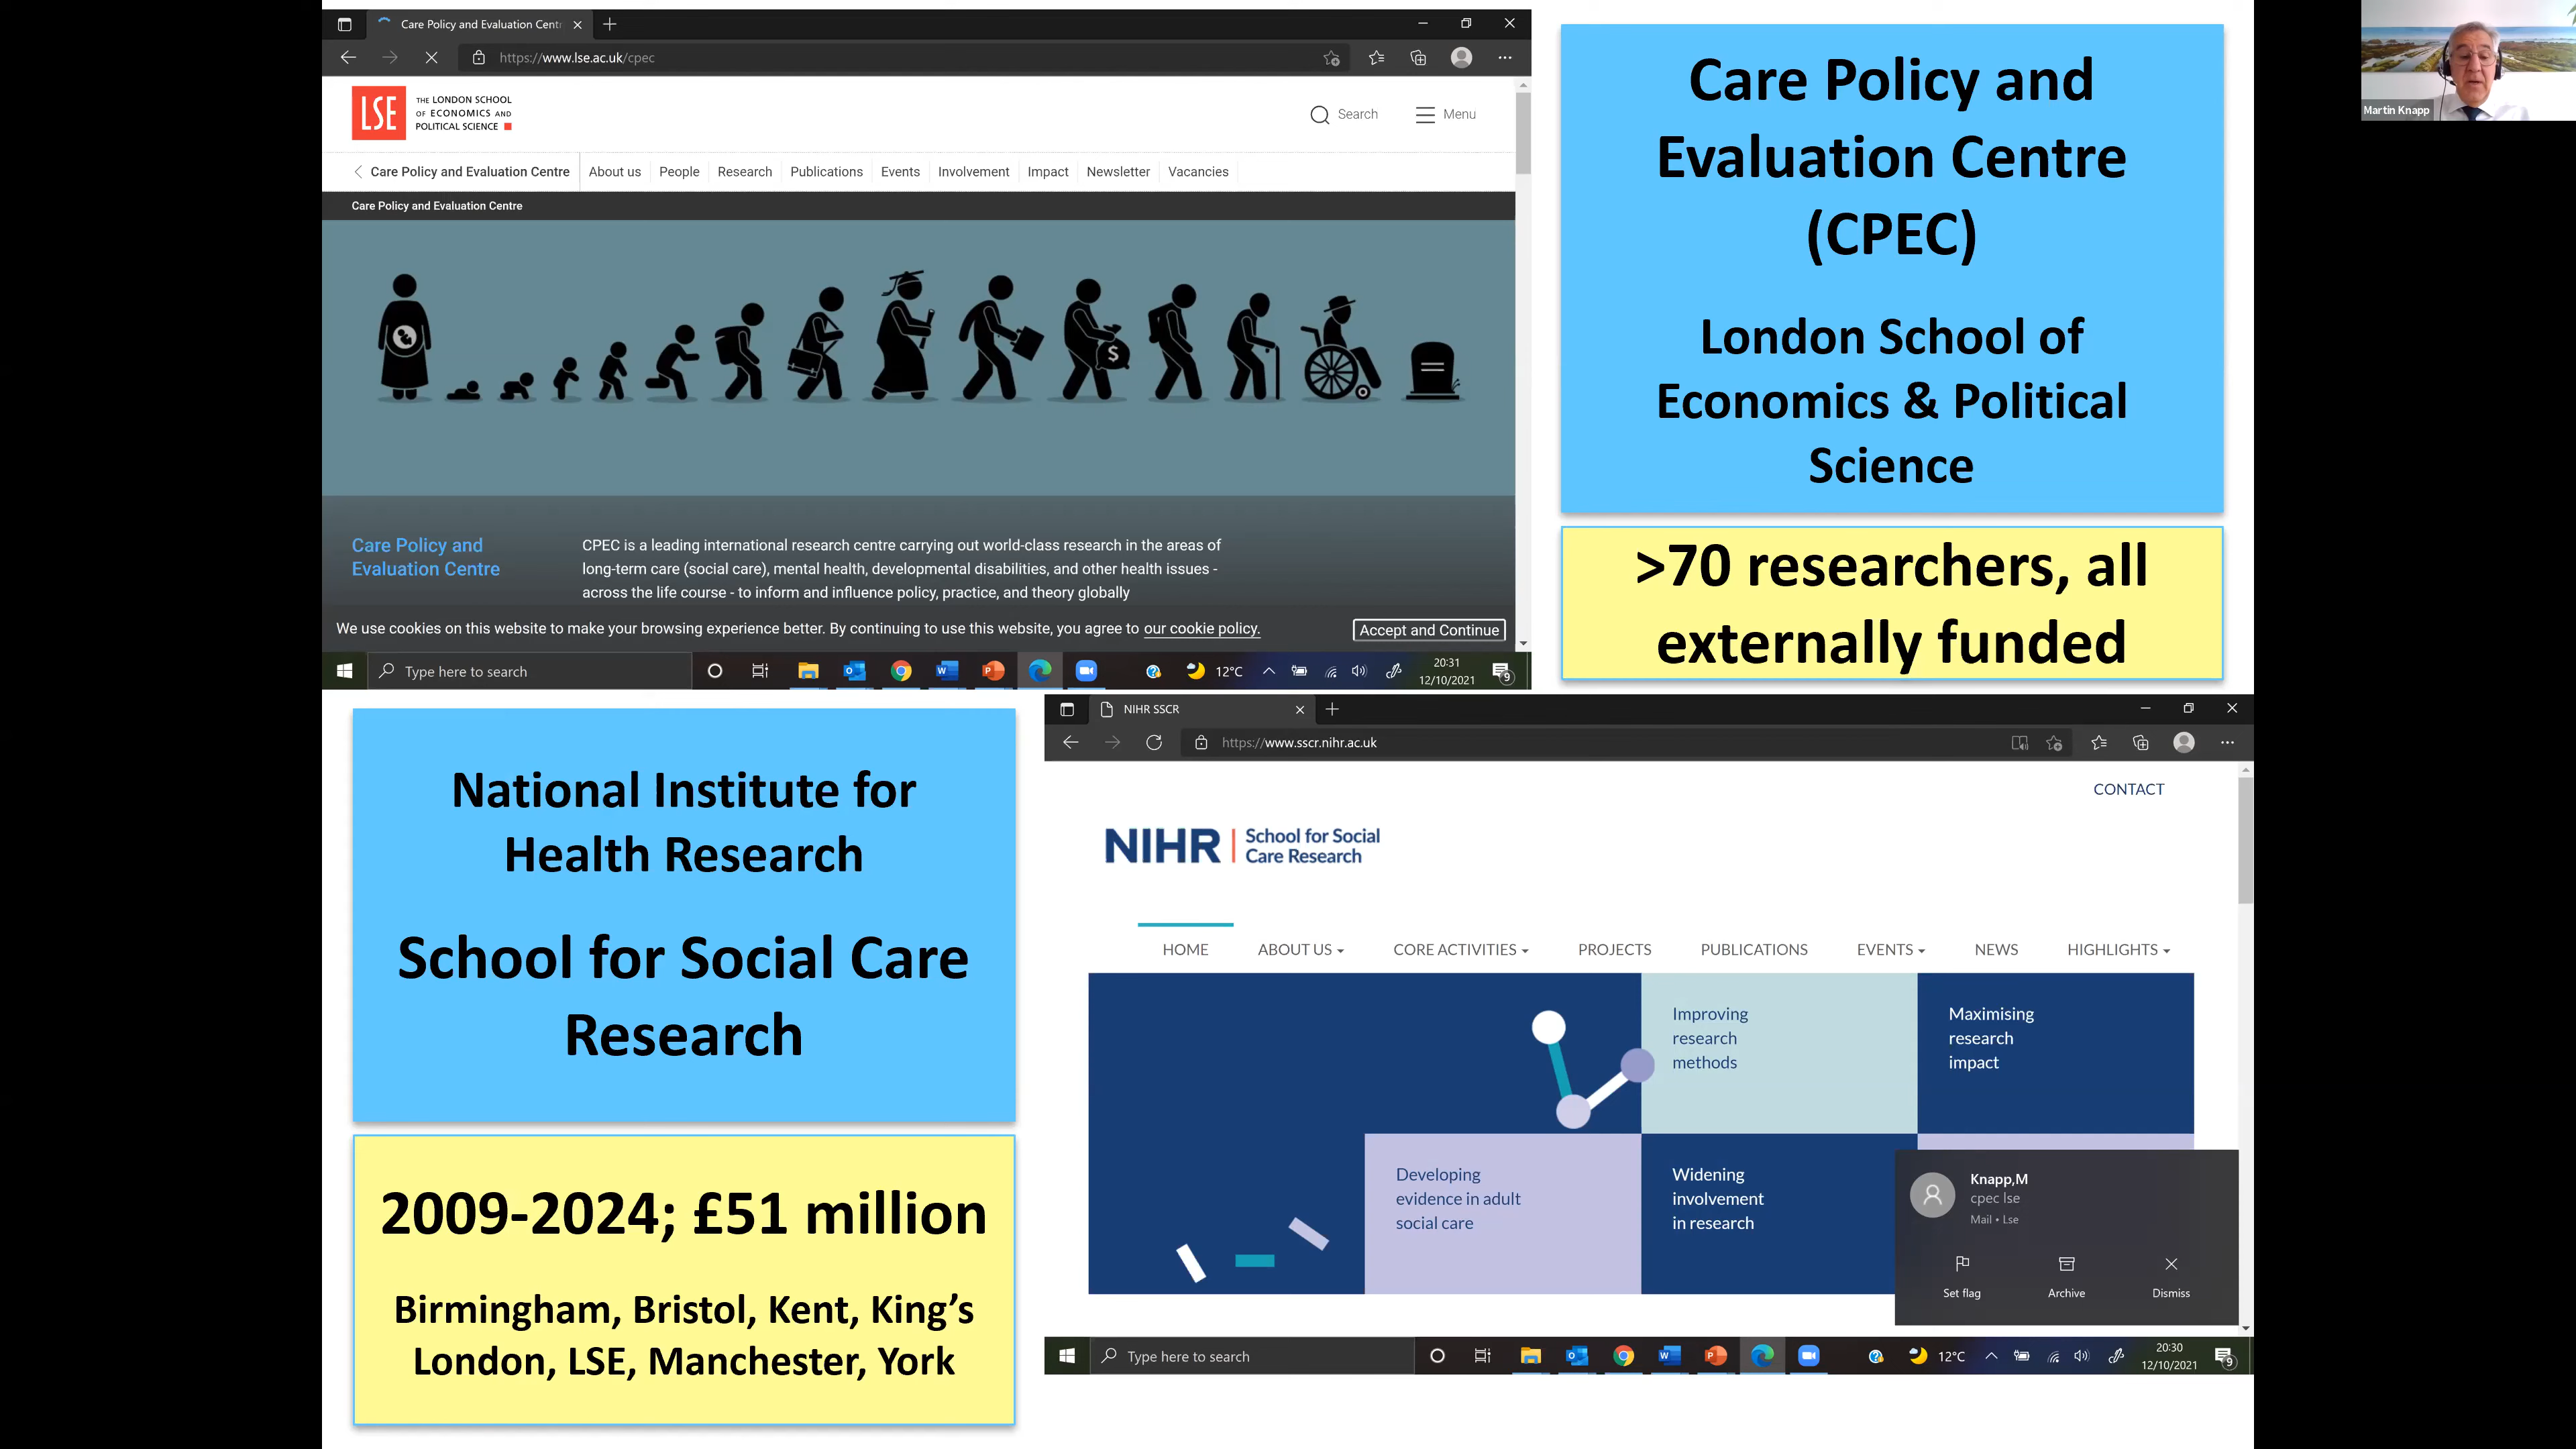 Care Policy and Evaluation Cent
https://www.lse.ac.uk/cpec
LSE
THE LONDON SCHOOL
OF ECONOMICS AND
POLITICAL SCIENCE
Search
Menu
Care Policy and Evaluation Centre
About us
People
Research
Publications
Events
Involvement
Impact
Newsletter
Vacancies
Care Policy and Evaluation Centre
$
Care Policy and
Evaluation Centre
CPEC is a leading international research centre carrying out world-class research in the areas of
long-term care (social care), mental health, developmental disabilities, and other health issues -
across the life course - to inform and influence policy, practice, and theory globally
We use cookies on this website to make your browsing experience better. By continuing to use this website, you agree to our cookie policy.
Accept and Continue
Type here to search
12°C
20:31
12/10/2021
9
Care Policy and
Evaluation Centre
(CPEC)
London School of
Economics & Political
Science
>70 researchers, all
externally funded
Martin Knapp
National Institute for
Health Research
School for Social Care
Research
2009-2024; £51 million
Birmingham, Bristol, Kent, King’s
London, LSE, Manchester, York
NIHR SSCR
https://www.sscr.nihr.ac.uk
CONTACT
NIHR
School for Social
Care Research
HOME
ABOUT US
CORE ACTIVITIES
PROJECTS
PUBLICATIONS
EVENTS
NEWS
HIGHLIGHTS
Improving
research
methods
Maximising
research
impact
Developing
evidence in adult
social care
Widening
involvement
in research
Knapp,M
cpec lse
Mail • Lse
Set flag
Archive
Dismiss
Type here to search
12°C
20:30
12/10/2021
9